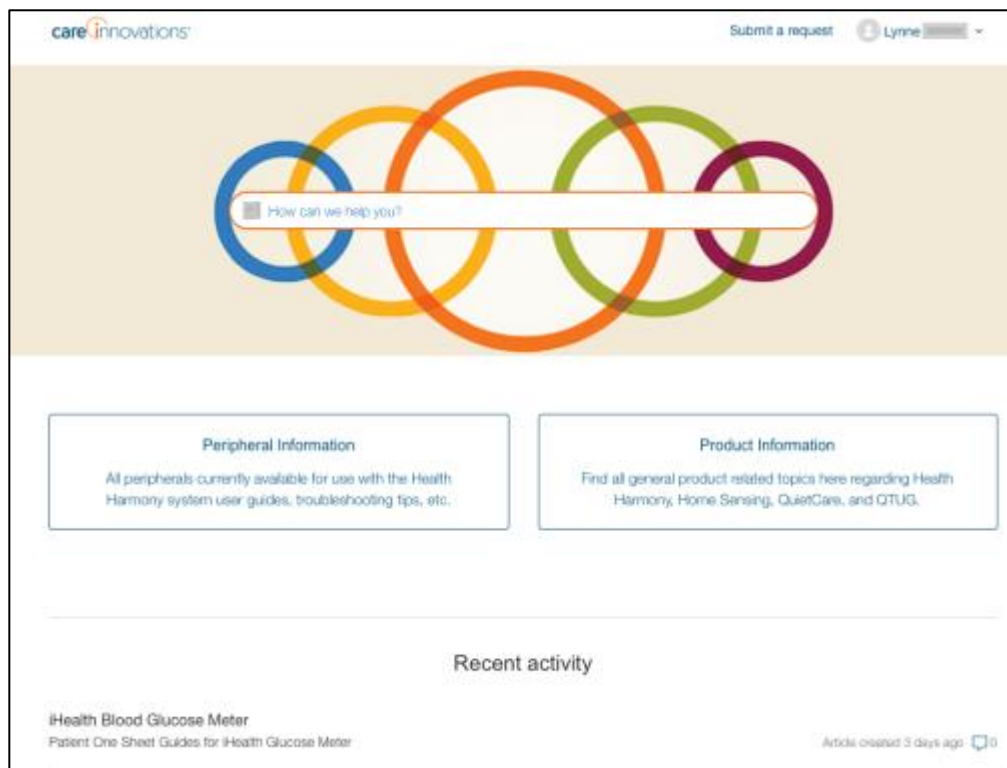 care innovations®
Submit a request
Lynne
How can we help you?
Peripheral Information
All peripherals currently available for use with the Health
Harmony system user guides, troubleshooting tips, etc.
Product Information
Find all general product related topics here regarding Health
Harmony, Home Sensing, QuietCare, and QTUG.
Recent activity
iHealth Blood Glucose Meter
Patient One Sheet Guides for iHealth Glucose Meter
Article created 3 days ago 0